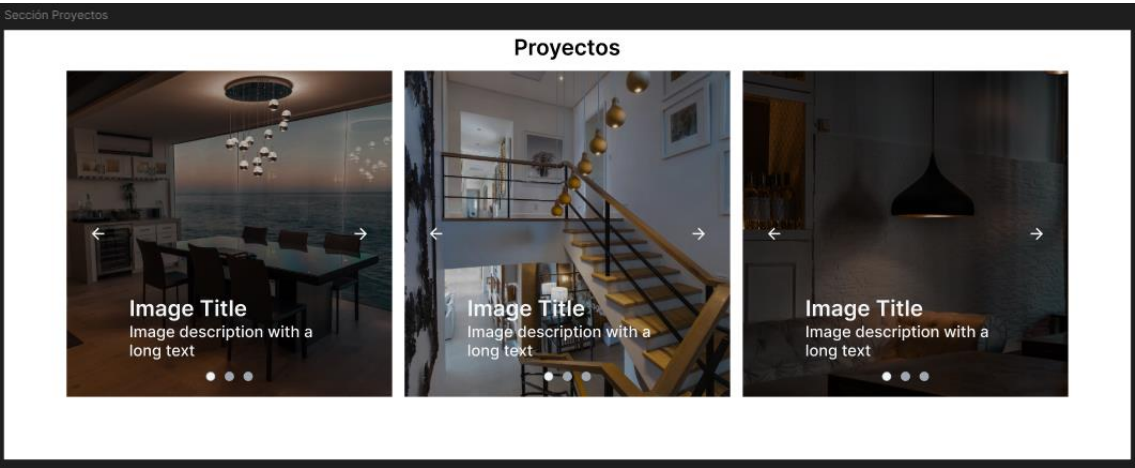 Sección Proyectos
Proyectos
Image Title
Image description with a
long text
Image Title
Image description with a
long text
Image Title
Image description with a
long text